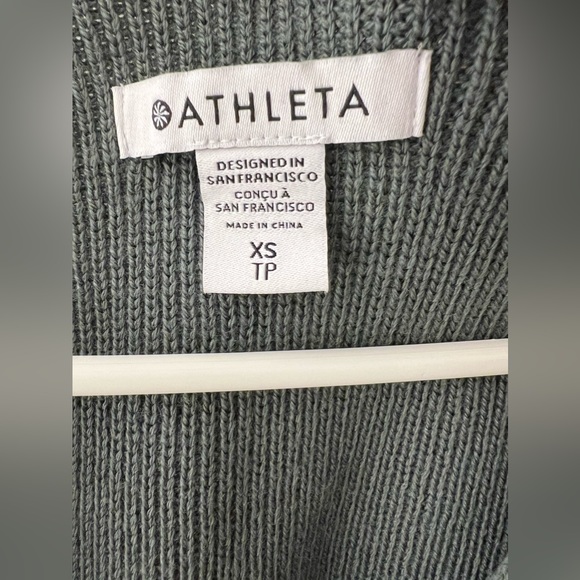 ATHLETA
DESIGNED IN
SAN FRANCISCO
CONÇU À
SAN FRANCISCO
MADE IN CHINA
XS
TP